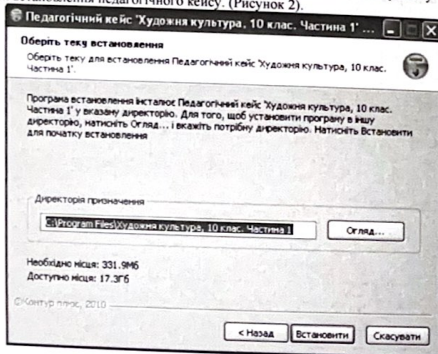 встановлення педагогічного кейсу. (Рисунок 2).
Педагогічний кейс 'Художня культура, 10 клас. Частина 1' ...
Оберіть теку встановлення
Оберіть теку для встановлення Педагогічний кейс 'Художня культура, 10 клас.
Частина 1'.
Програма встановлення інсталює Педагогічний кейс 'Художня культура, 10 клас.
Частина 1' у вказану директорію. Для того, щоб установити програму в іншу
директорію, натисніть Огляд... і вкажіть потрібну директорію. Натисніть Встановити
для початку встановлення
Директорія призначення
C:\Program Files\Художня культура, 10 клас. Частина 1
Огляд...
Необхідно місця: 331.9Мб
Доступно місця: 17.3Гб
©Контур плюс, 2010
< Назад
Встановити
Скасувати